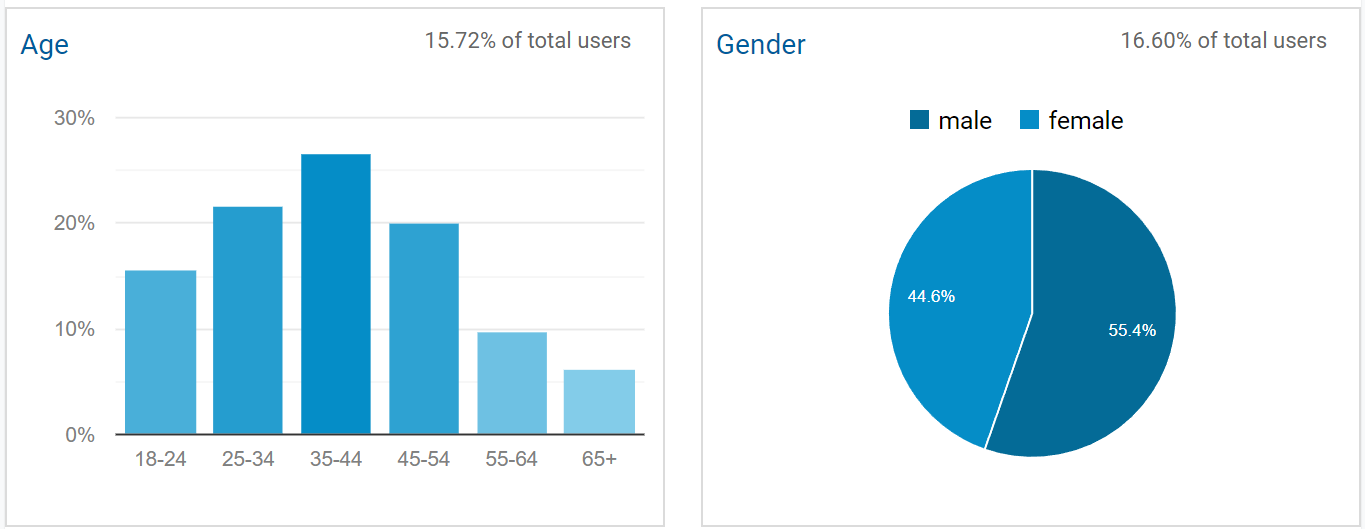 Age
15.72% of total users
30%
20%
10%
0%
18-24 25-34 35-44 45-54 55-64 65+
Gender
16.60% of total users
male female
44.6%
55.4%